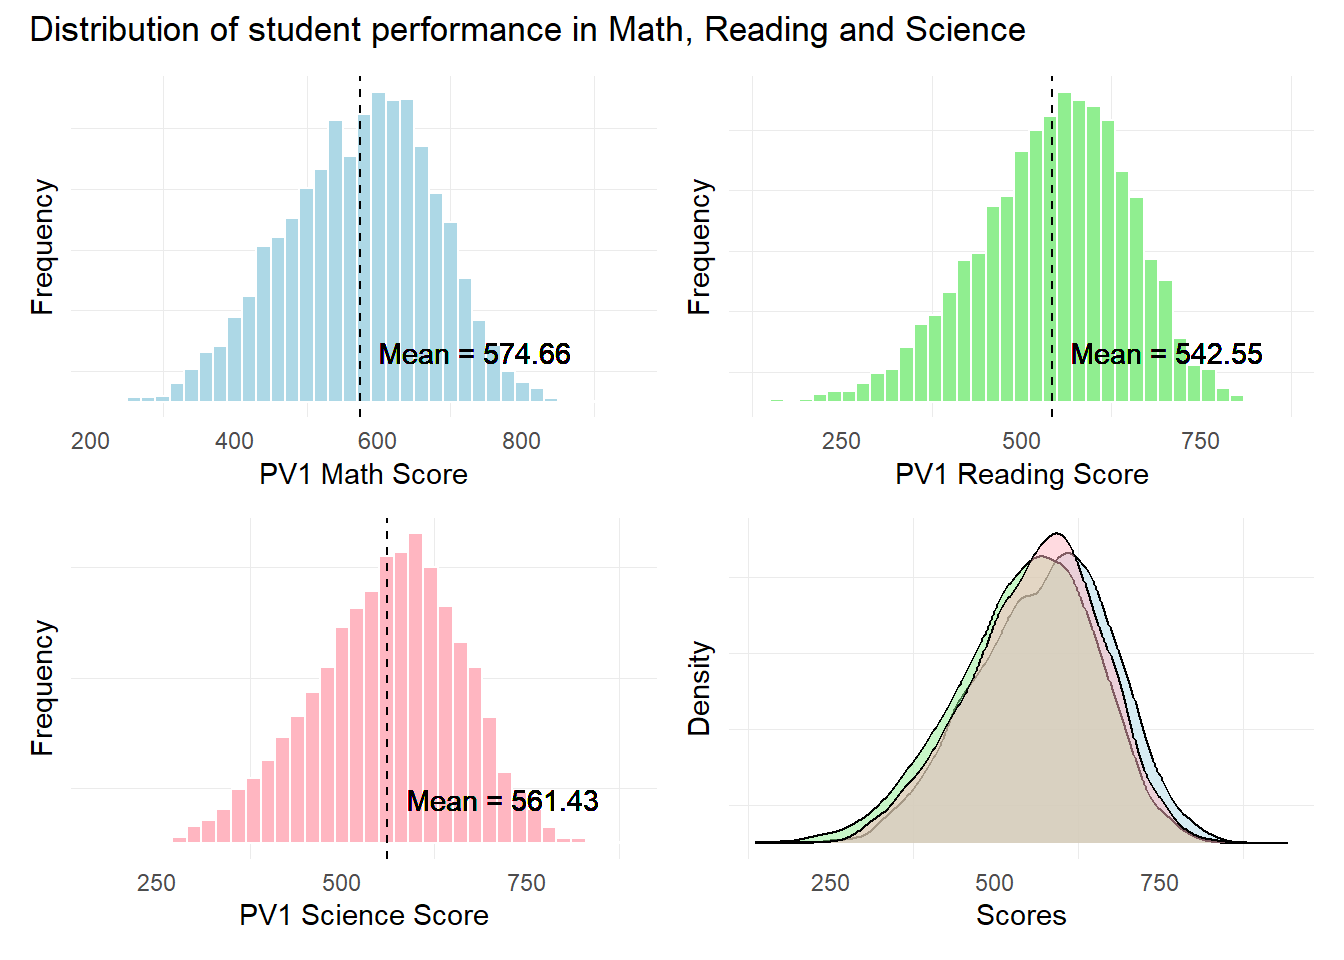 Distribution of student performance in Math, Reading and Science
Frequency
Mean = 574.66
200 400 600 800
PV1 Math Score
Frequency
Mean = 542.55
250 500 750
PV1 Reading Score
Frequency
Mean = 561.43
250 500 750
PV1 Science Score
Density
250 500 750
Scores